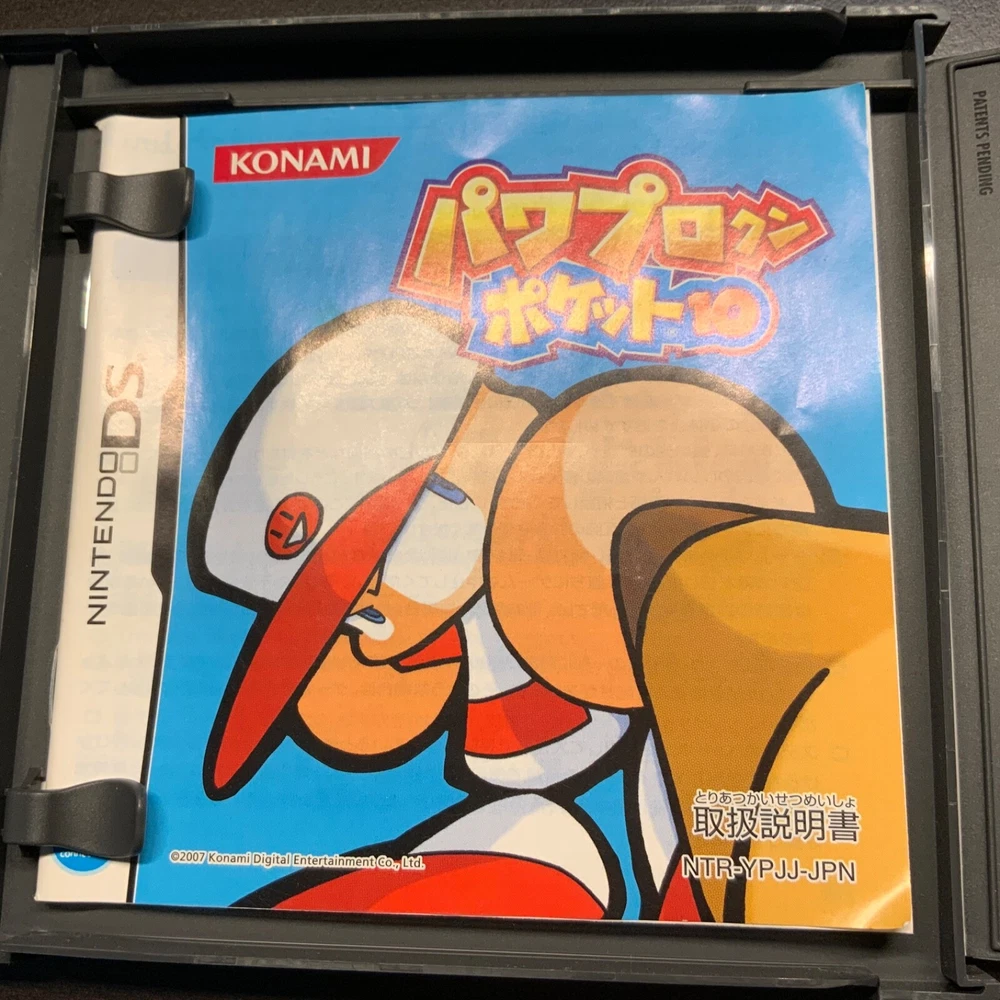 KONAMI
パワプロクン
ポケット10
とりあつかいせつめいしょ
取扱説明書
NTR-YPJJ-JPN
©2007 Konami Digital Entertainment Co., Ltd.
NINTENDO DS
PATENTS PENDING